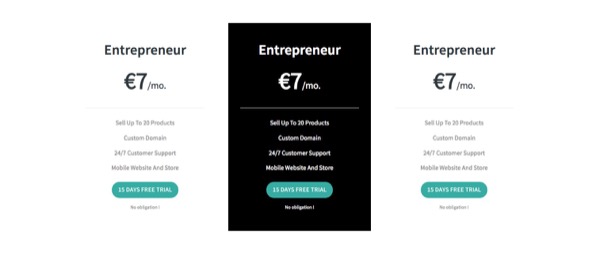 Entrepreneur
€7/mo.
Sell Up To 20 Products
Custom Domain
24/7 Customer Support
Mobile Website And Store
15 DAYS FREE TRIAL
No obligation !
Entrepreneur
€7/mo.
Sell Up To 20 Products
Custom Domain
24/7 Customer Support
Mobile Website And Store
15 DAYS FREE TRIAL
No obligation !
Entrepreneur
€7/mo.
Sell Up To 20 Products
Custom Domain
24/7 Customer Support
Mobile Website And Store
15 DAYS FREE TRIAL
No obligation !